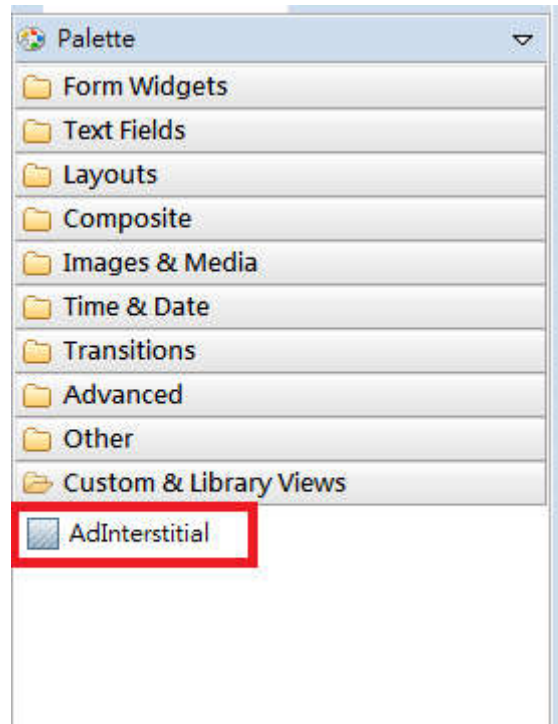 Palette
Form Widgets
Text Fields
Layouts
Composite
Images & Media
Time & Date
Transitions
Advanced
Other
Custom & Library Views
AdInterstitial